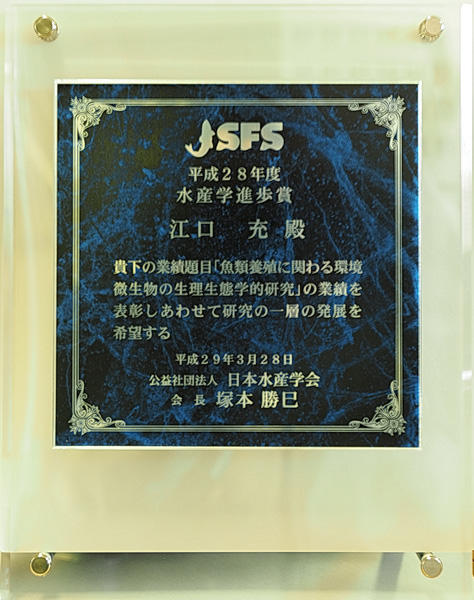 JSFS
平成28年度
水産学進歩賞
江口 充 殿
貴下の業績題目「魚類養殖に関わる環境
微生物の生理生態学的研究」の業績を
表彰しあわせて研究の一層の発展を
希望する
平成29年3月28日
公益社団法人 日本水産学会
会長 塚本勝巳